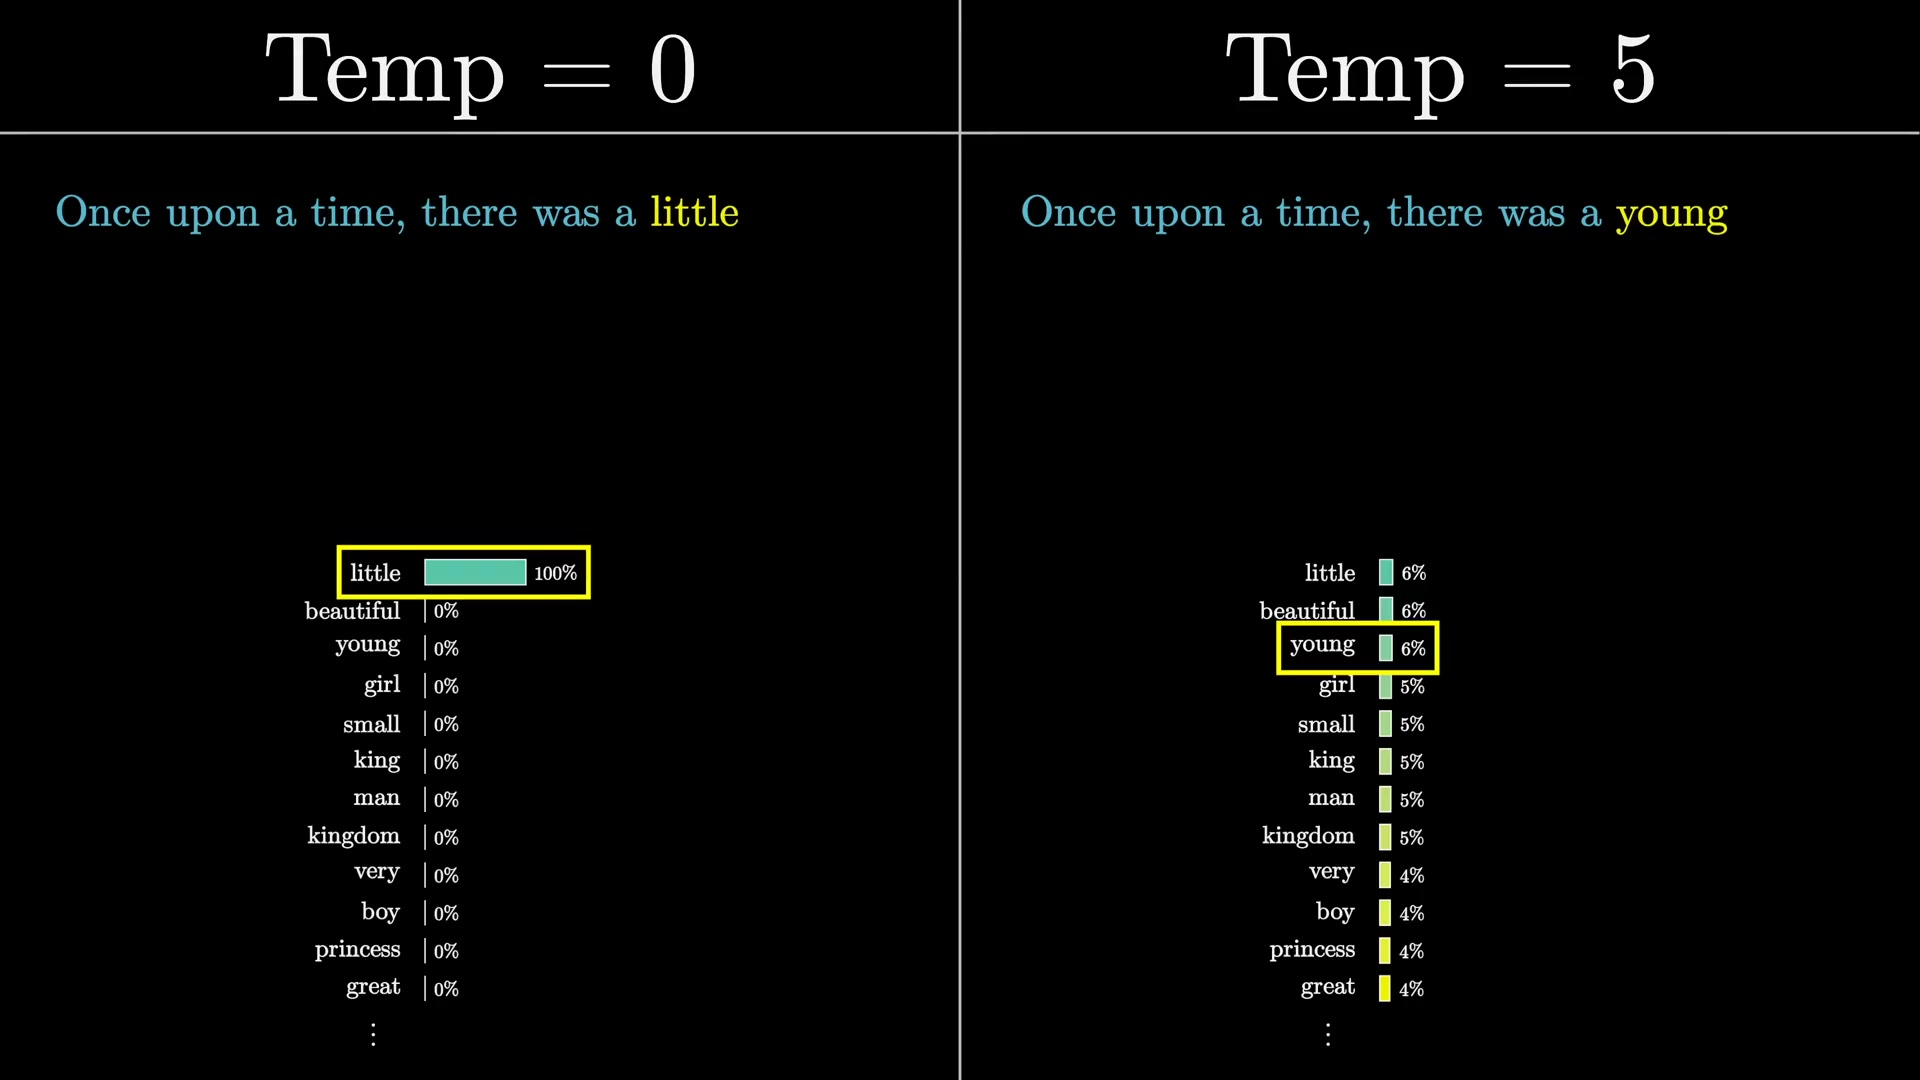 Temp = 0
Once upon a time, there was a little
little 100%
beautiful 0%
young 0%
girl 0%
small 0%
king 0%
man 0%
kingdom 0%
very 0%
boy 0%
princess 0%
great 0%
⋮
Temp = 5
Once upon a time, there was a young
little 6%
beautiful 6%
young 6%
girl 5%
small 5%
king 5%
man 5%
kingdom 5%
very 4%
boy 4%
princess 4%
great 4%
⋮